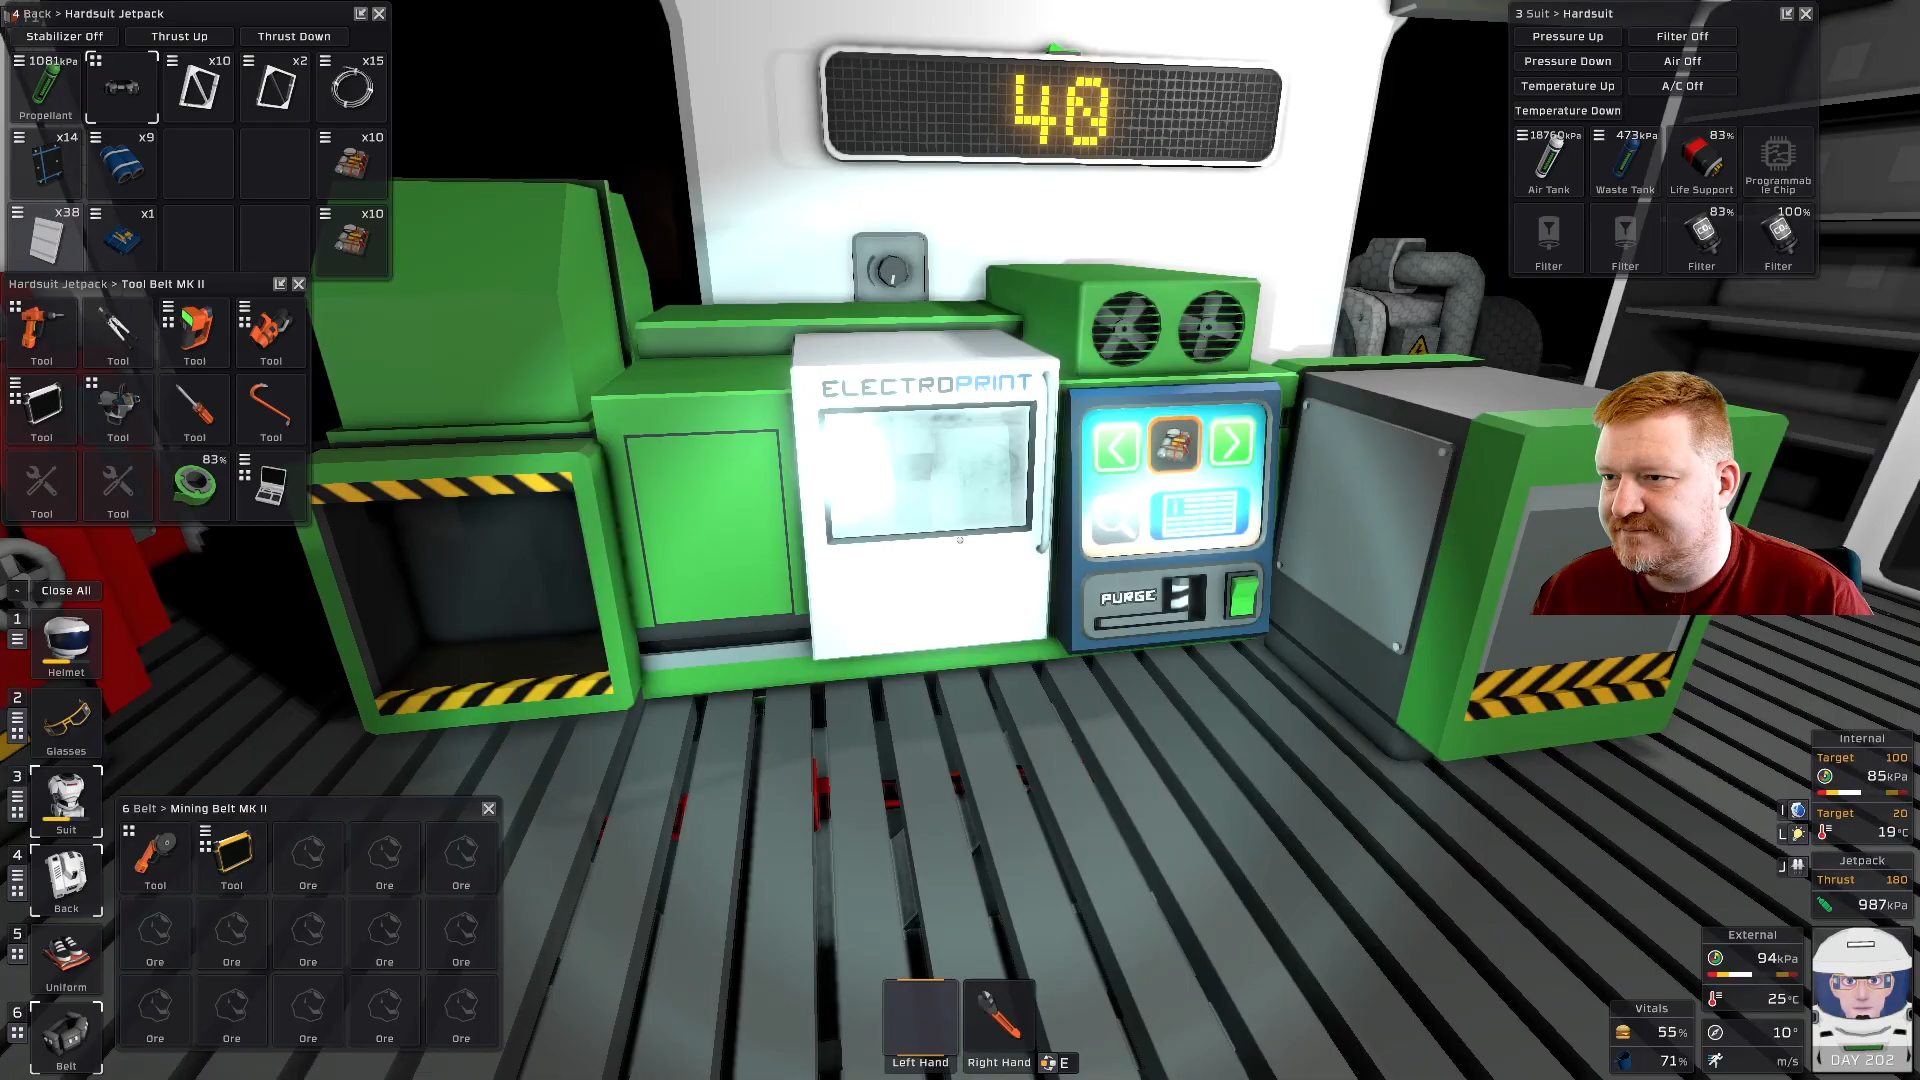 4 Back > Hardsuit Jetpack
Stabilizer Off
Thrust Up
Thrust Down
1081kPa
x10
x2
x15
Propellant
x14
x9
x10
x38
x1
x10
Hardsuit Jetpack > Tool Belt MK II
Tool
Tool
Tool
Tool
Tool
Tool
Tool
Tool
83%
Tool
Tool
~
Close All
1
Helmet
2
Glasses
3
Suit
4
Back
5
Uniform
6
Belt
6 Belt > Mining Belt MK II
Tool
Tool
Ore
Ore
Ore
Ore
Ore
Ore
Ore
Ore
Ore
Ore
Ore
Ore
Ore
40
ELECTROPRINT
PURGE
Left Hand
Right Hand
E
3 Suit > Hardsuit
Pressure Up
Filter Off
Pressure Down
Air Off
Temperature Up
A/C Off
Temperature Down
18760kPa
473kPa
83%
Air Tank
Waste Tank
Life Support
Programmab
le Chip
83%
100%
Filter
Filter
Filter
Filter
Internal
Target 100
85kPa
I
Target 20
L
19°C
Jetpack
J
Thrust 180
987kPa
External
94kPa
25°C
Vitals
55%
10°
71%
m/s
DAY 202